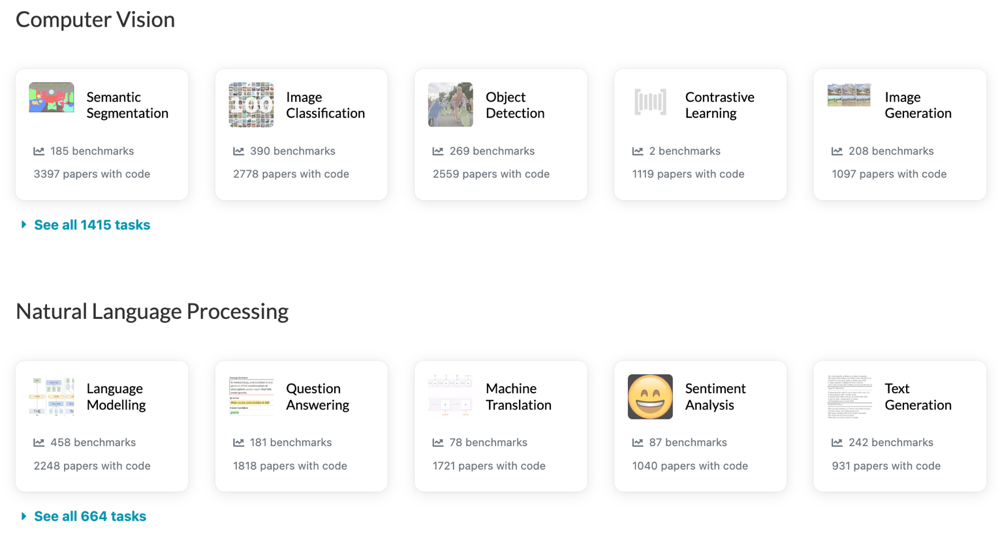 Computer Vision
Semantic
Segmentation
185 benchmarks
3397 papers with code
100
Image
Classification
390 benchmarks
2778 papers with code
Object
Detection
269 benchmarks
2559 papers with code
Contrastive
Learning
2 benchmarks
1119 papers with code
Image
Generation
208 benchmarks
1097 papers with code
See all 1415 tasks
Natural Language Processing
THE
Language
Modelling
458 benchmarks
2248 papers with code
Question
Answering
181 benchmarks
1818 papers with code
Machine
Translation
78 benchmarks
1721 papers with code
Sentiment
Analysis
87 benchmarks
1040 papers with code
Text
Generation
242 benchmarks
931 papers with code
See all 664 tasks